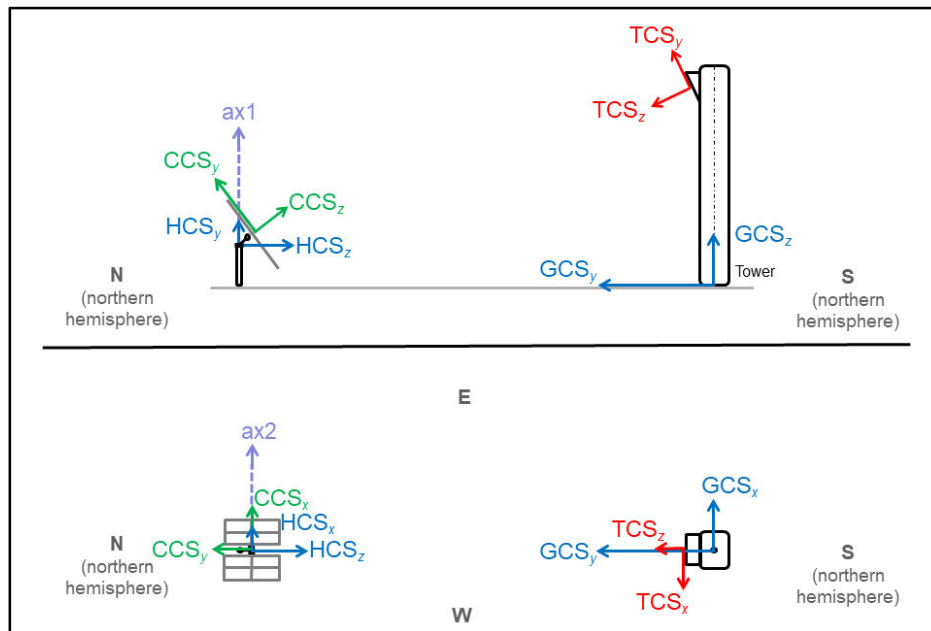 TCSy
TCSz
ax1
CCSy
CCSz
HCSy
HCSz
GCSz
GCSy
Tower
N
(northern
hemisphere)
S
(northern
hemisphere)
E
ax2
CCSx
HCSx
N
(northern
hemisphere)
CCSy
HCSz
GCSx
TCSz
GCSy
TCSx
S
(northern
hemisphere)
W